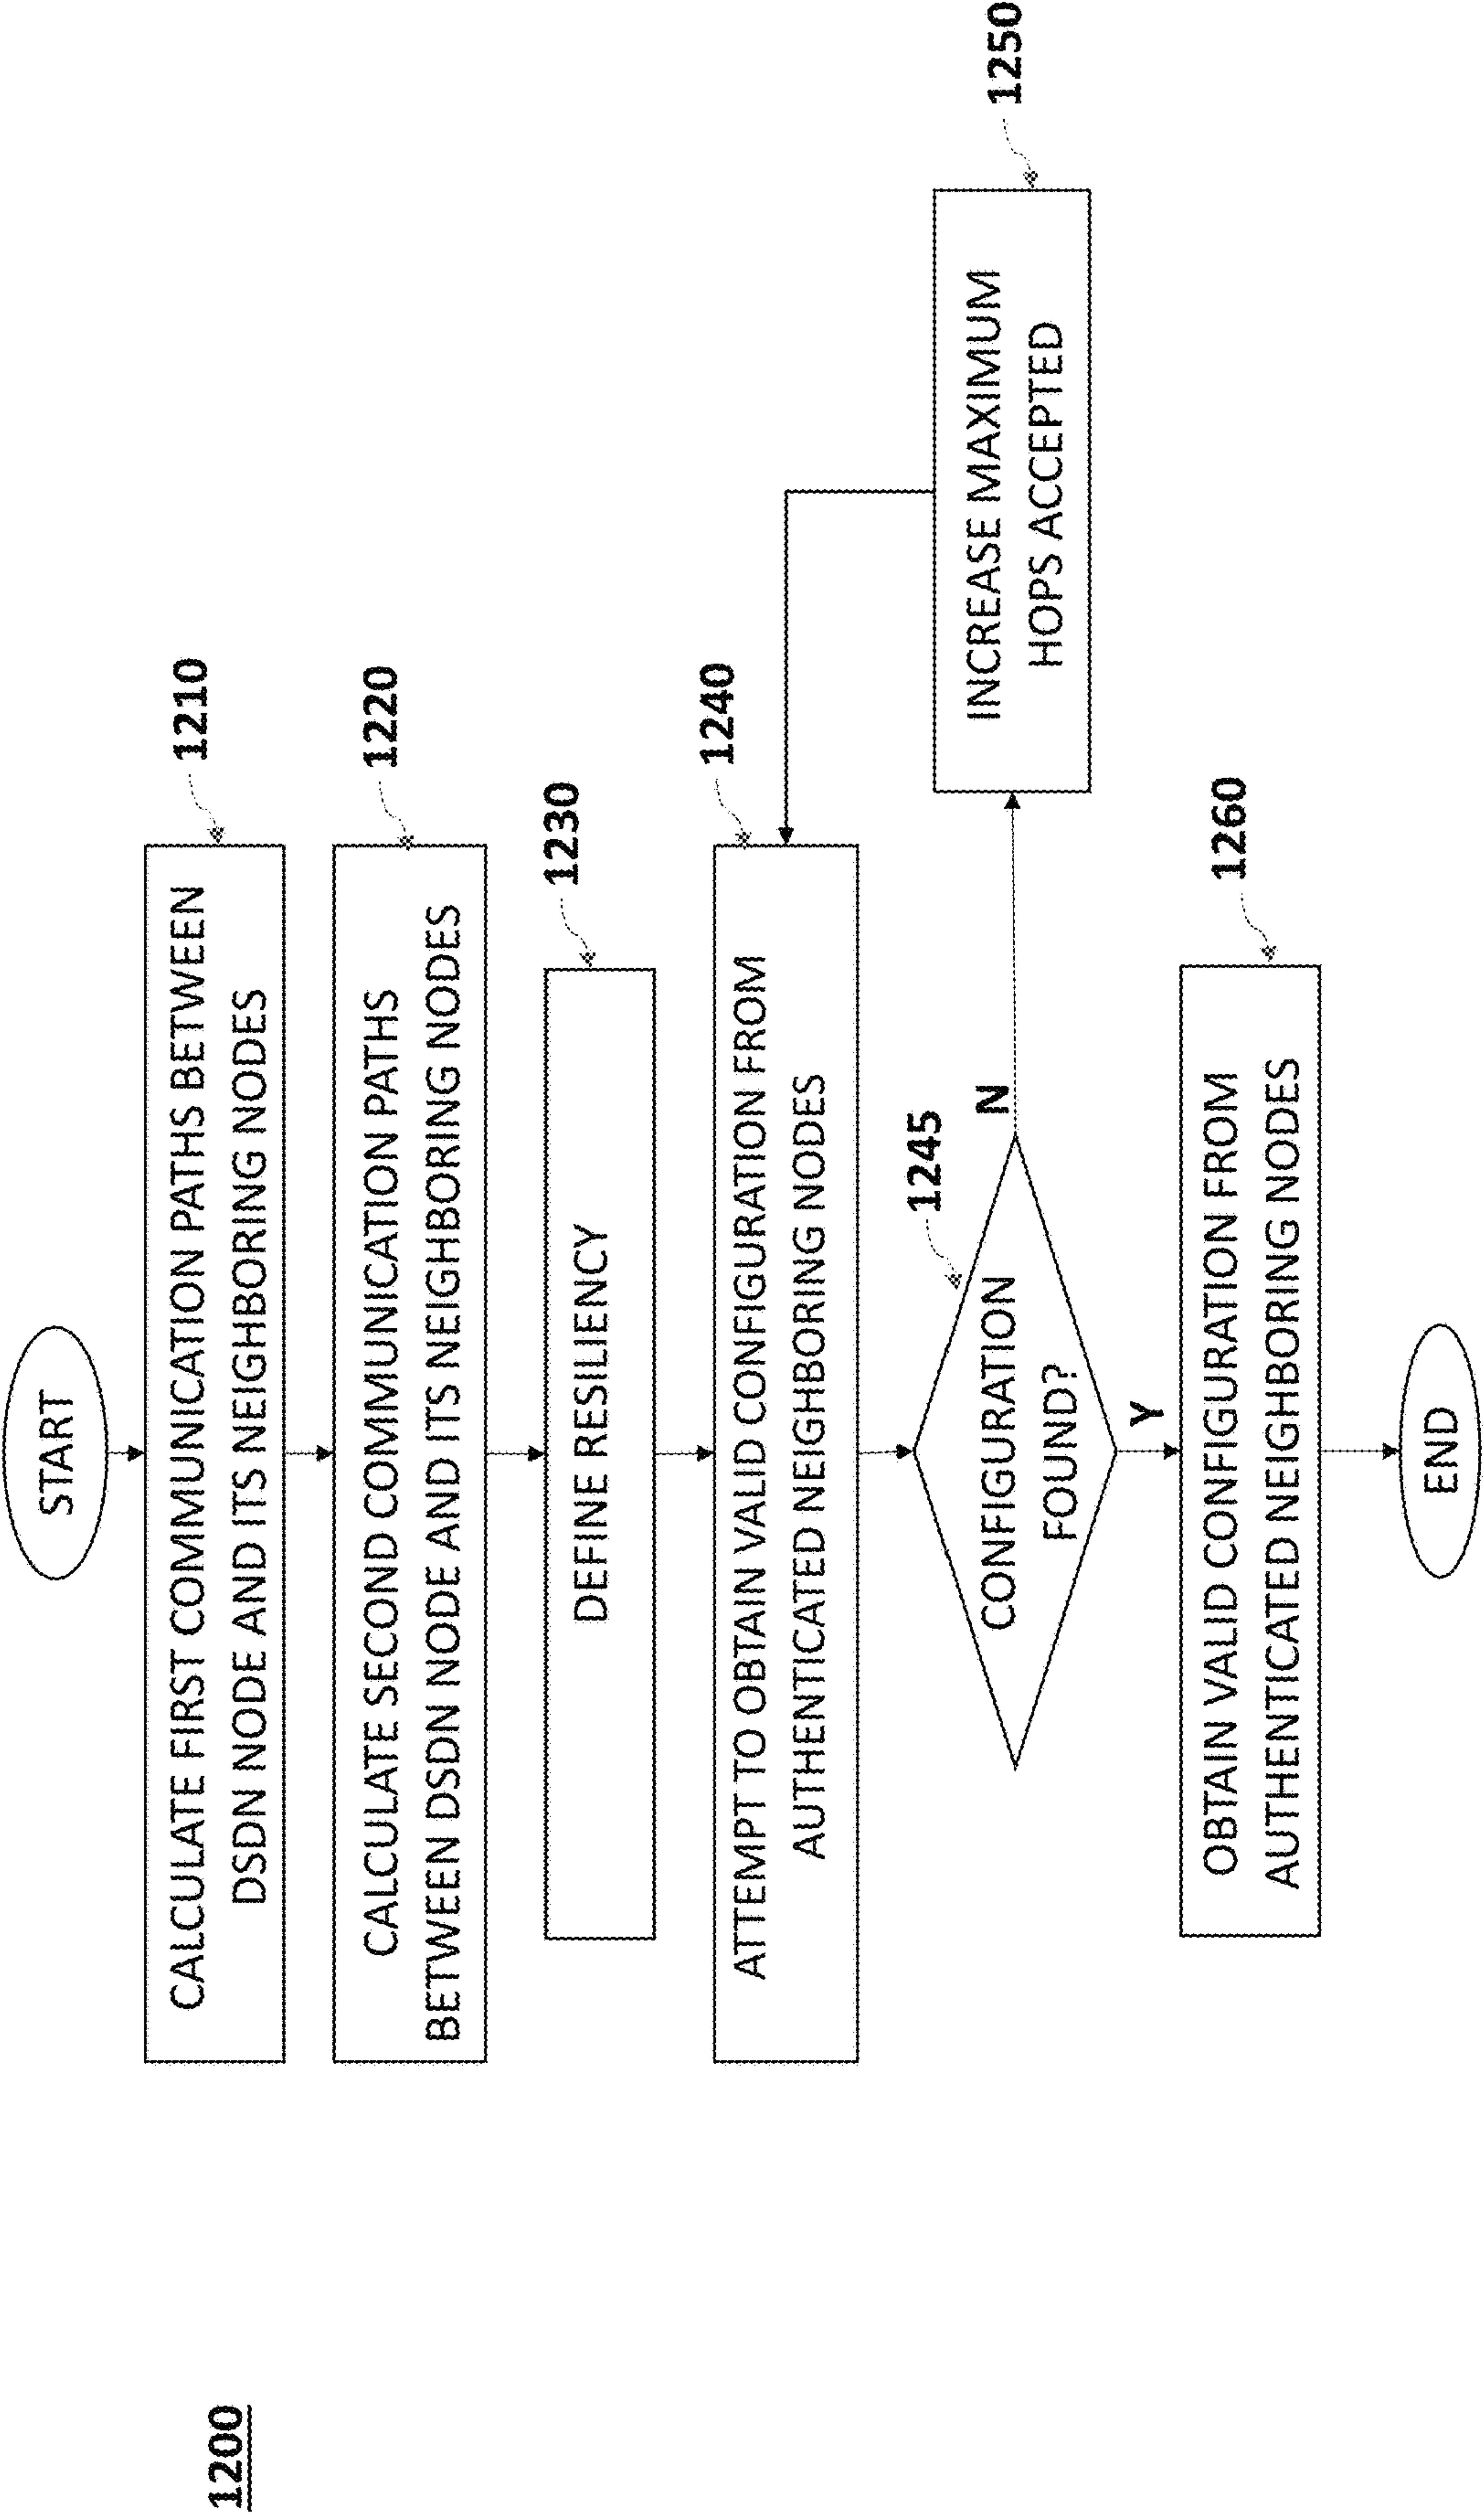 1200
START
1210
CALCULATE FIRST COMMUNICATION PATHS BETWEEN
DSDN NODE AND ITS NEIGHBORING NODES
1220
CALCULATE SECOND COMMUNICATION PATHS
BETWEEN DSDN NODE AND ITS NEIGHBORING NODES
1230
DEFINE RESILIENCY
1240
ATTEMPT TO OBTAIN VALID CONFIGURATION FROM
AUTHENTICATED NEIGHBORING NODES
1245
CONFIGURATION
FOUND?
N
1250
INCREASE MAXIMUM
HOPS ACCEPTED
Y
1260
OBTAIN VALID CONFIGURATION FROM
AUTHENTICATED NEIGHBORING NODES
END